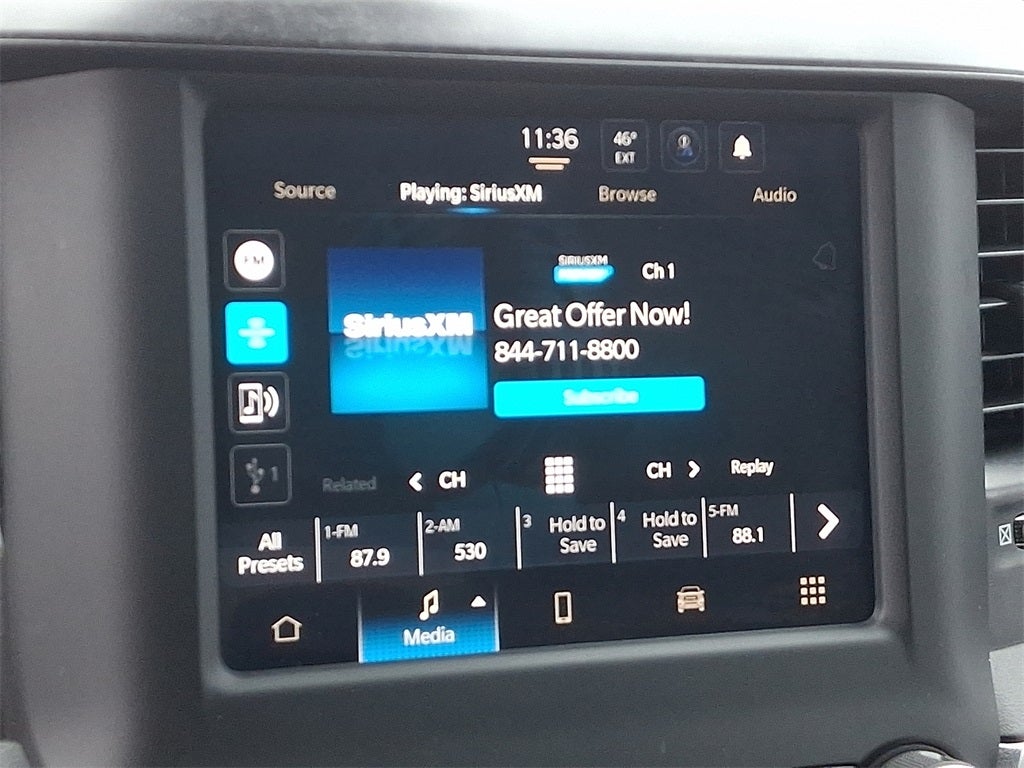 11:36
46°
EXT
Source
Playing: SiriusXM
Browse
Audio
FM
SiriusXM
SIRIUSXM
Ch 1
Great Offer Now!
844-711-8800
Subscribe
1
Related
CH
CH
Replay
All
Presets
1-FM
87.9
2-AM
530
3
Hold to
Save
4
Hold to
Save
5-FM
88.1
Media